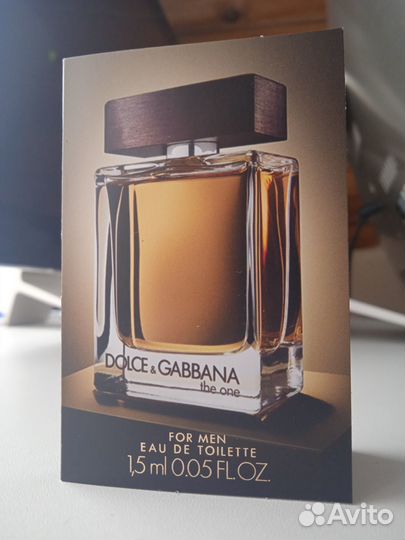 DOLCE & GABBANA
the one
FOR MEN
EAU DE TOILETTE
1,5 ml 0.05 FL.OZ.
Avito